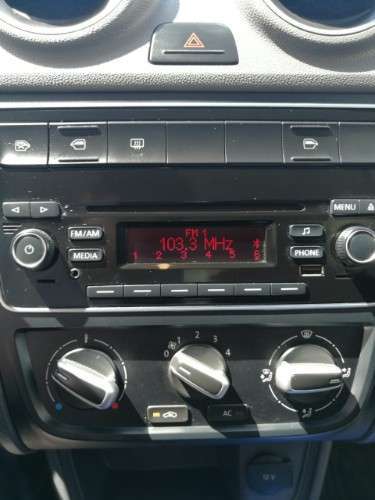 FM/AM
FM 1
MENU
103.3 MHz
MEDIA
1 2 3 4 5 6
PHONE
0 1 2 3 4
AC
12V